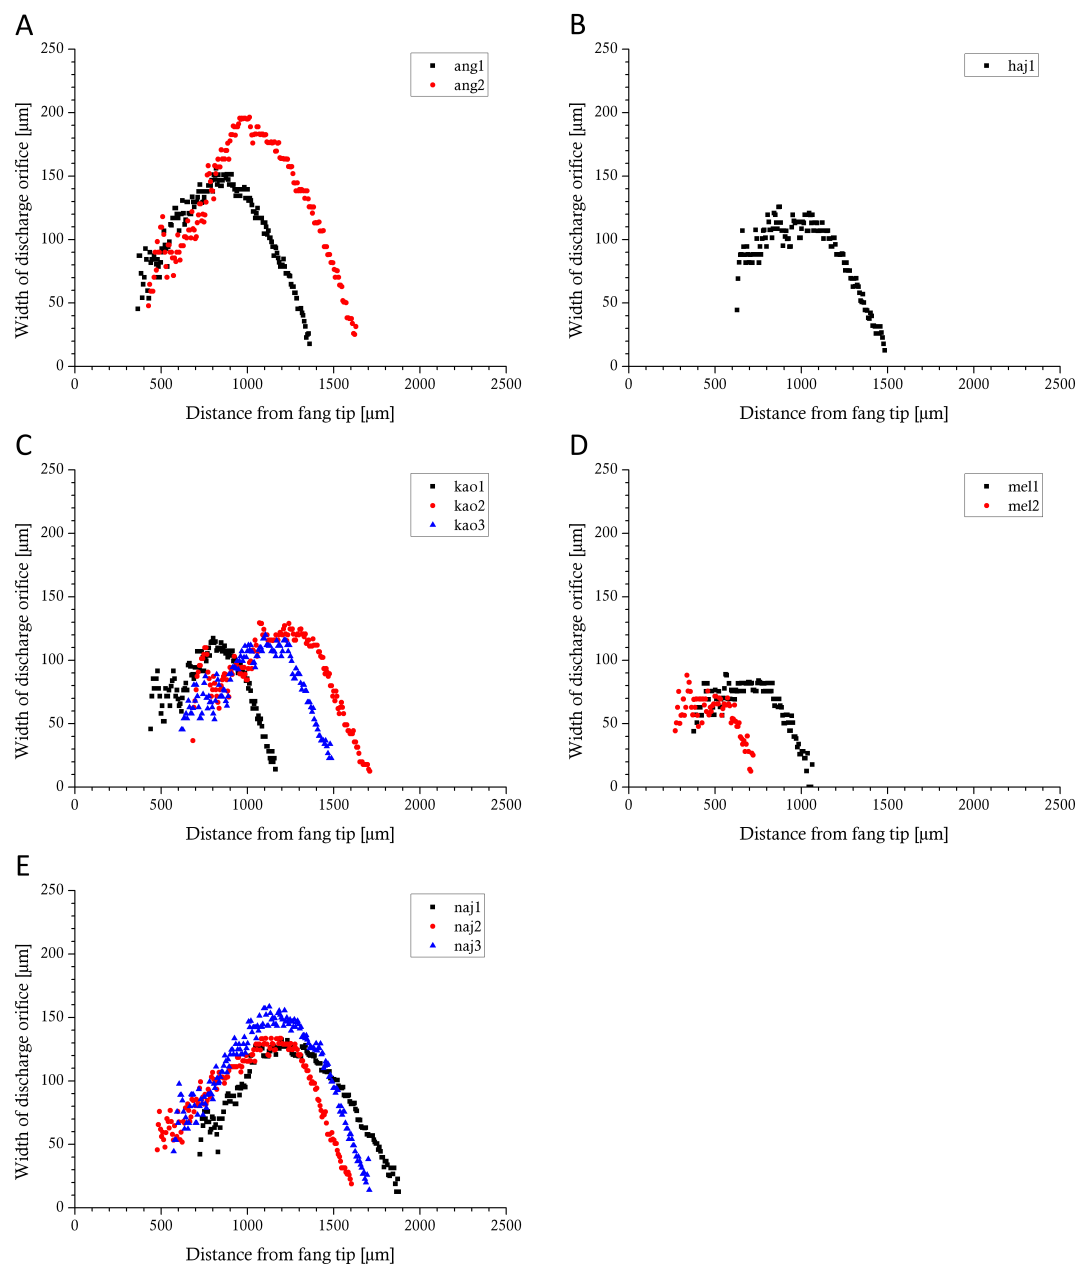 A
Width of discharge orifice [µm]
250
200
150
100
50
0
0 500 1000 1500 2000 2500
Distance from fang tip [µm]
ang1
ang2
B
Width of discharge orifice [µm]
250
200
150
100
50
0
0 500 1000 1500 2000 2500
Distance from fang tip [µm]
haj1
C
Width of discharge orifice [µm]
250
200
150
100
50
0
0 500 1000 1500 2000 2500
Distance from fang tip [µm]
kao1
kao2
kao3
D
Width of discharge orifice [µm]
250
200
150
100
50
0
0 500 1000 1500 2000 2500
Distance from fang tip [µm]
mel1
mel2
E
Width of discharge orifice [µm]
250
200
150
100
50
0
0 500 1000 1500 2000 2500
Distance from fang tip [µm]
naj1
naj2
naj3